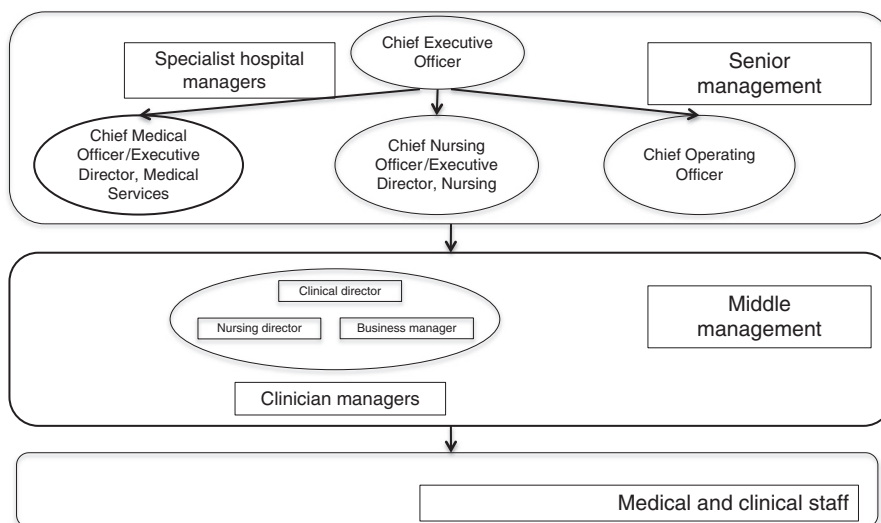 Chief Executive
Officer
Specialist hospital
managers
Senior
management
Chief Medical
Officer/Executive
Director, Medical
Services
Chief Nursing
Officer/Executive
Director, Nursing
Chief Operating
Officer
Clinical director
Nursing director
Business manager
Middle
management
Clinician managers
Medical and clinical staff